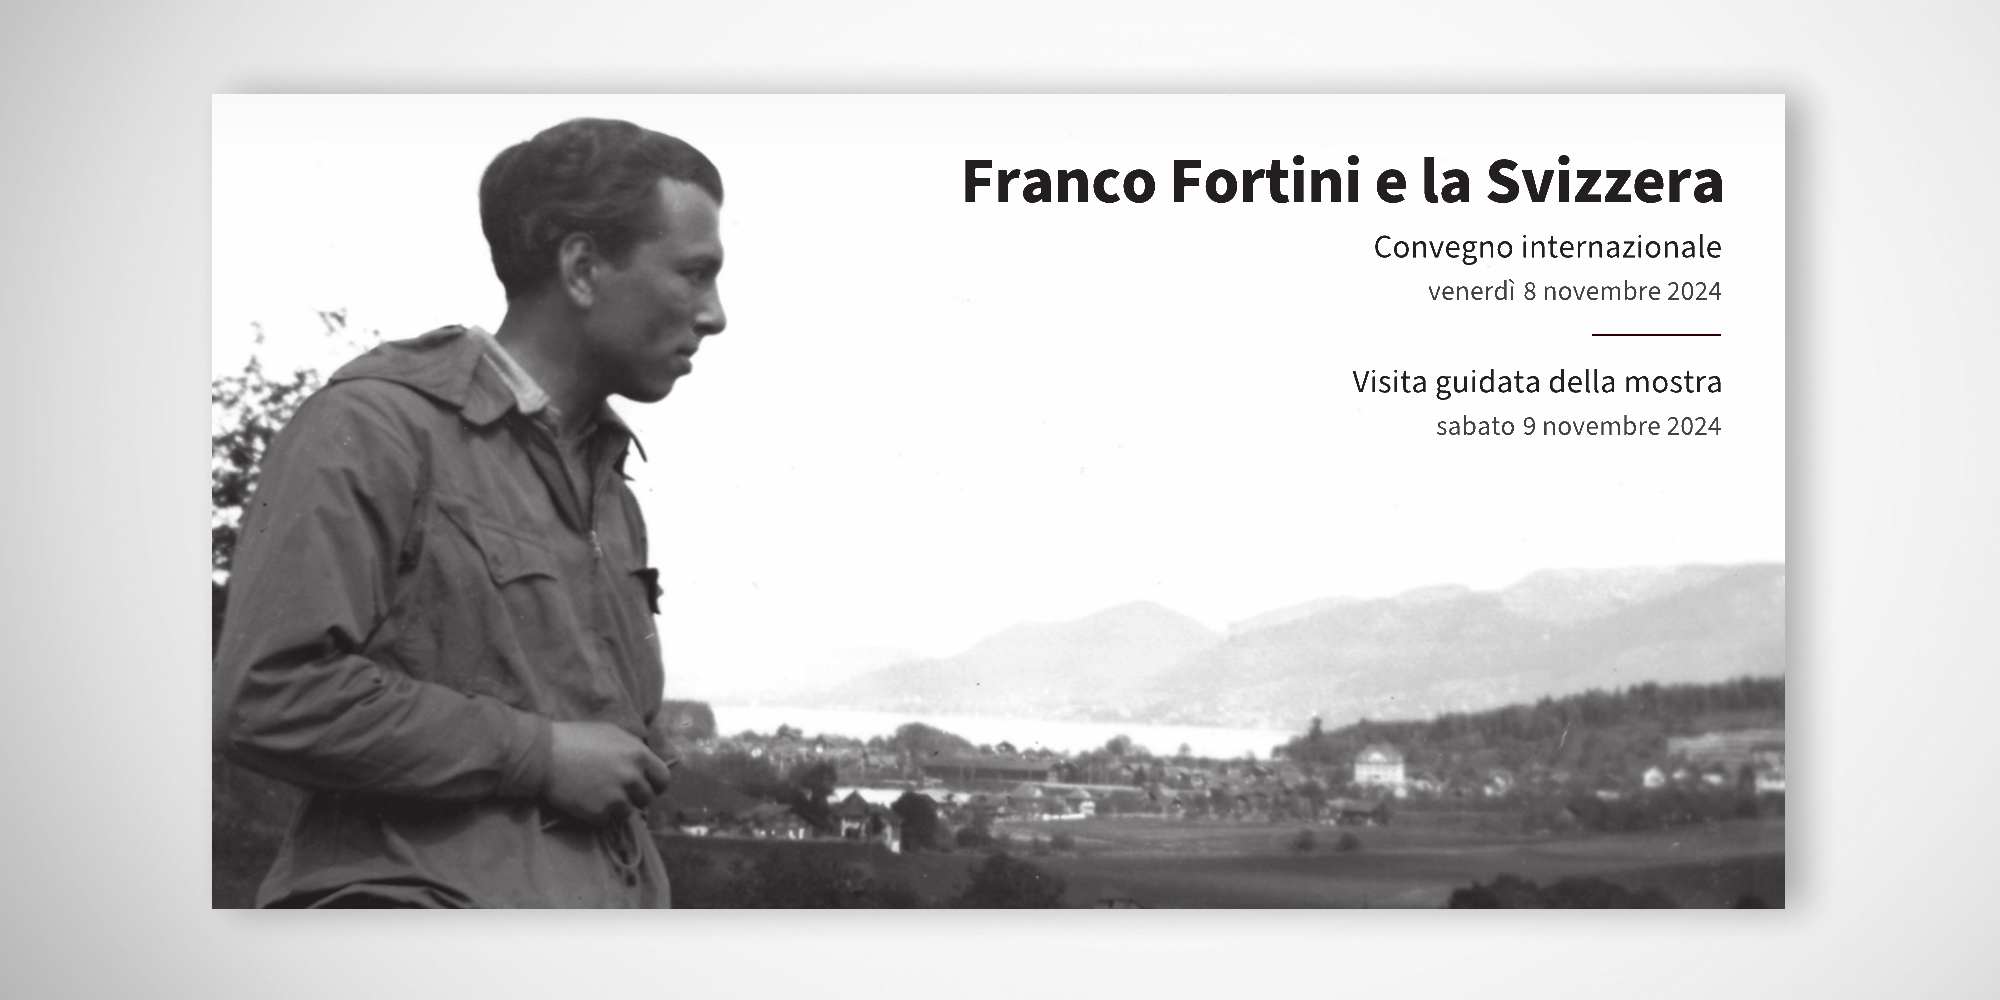 Franco Fortini e la Svizzera
Convegno internazionale
venerdì 8 novembre 2024
Visita guidata della mostra
sabato 9 novembre 2024